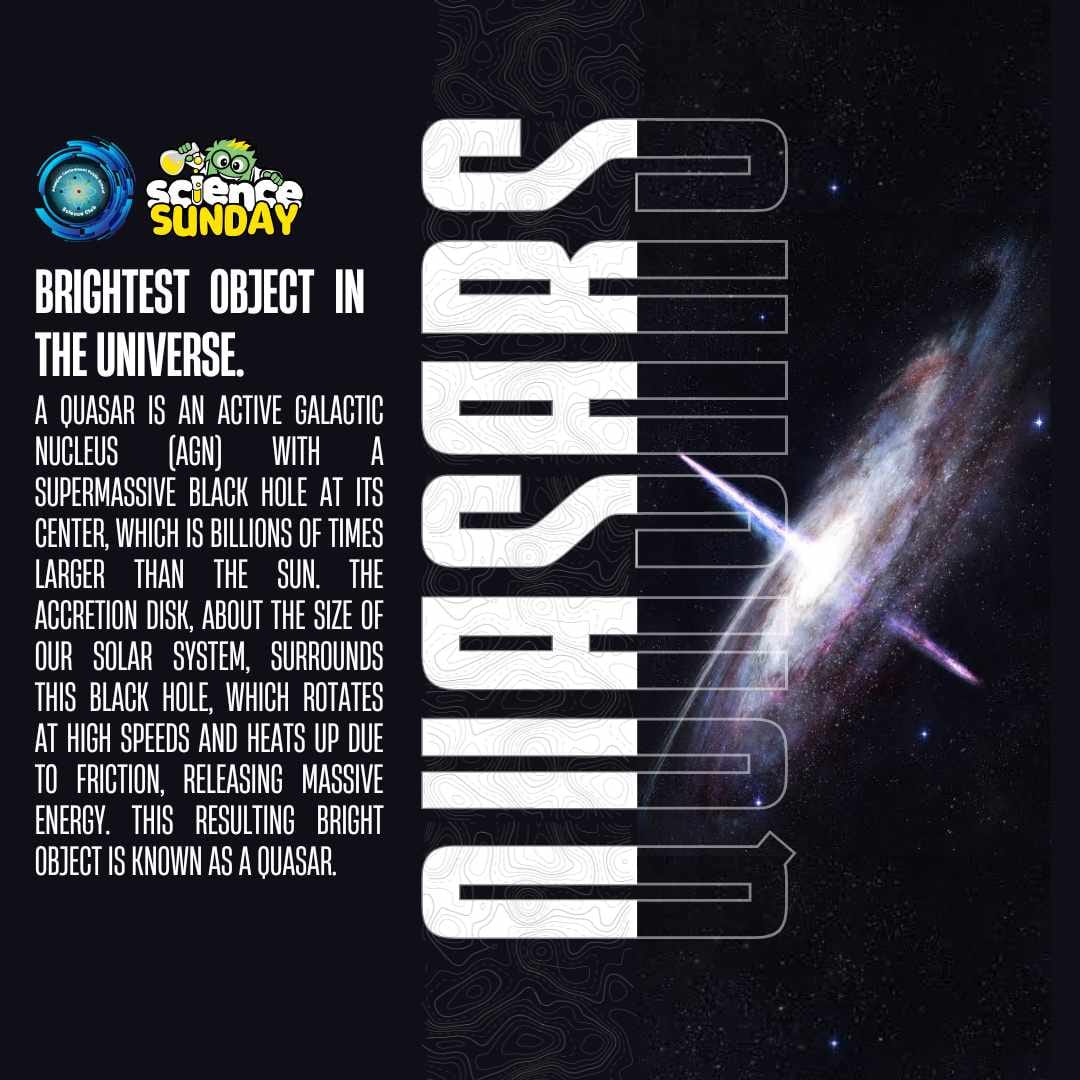 Science Club
science
SUNDAY
BRIGHTEST OBJECT IN
THE UNIVERSE.
A QUASAR IS AN ACTIVE GALACTIC
NUCLEUS (AGN) WITH A
SUPERMASSIVE BLACK HOLE AT ITS
CENTER, WHICH IS BILLIONS OF TIMES
LARGER THAN THE SUN. THE
ACCRETION DISK, ABOUT THE SIZE OF
OUR SOLAR SYSTEM, SURROUNDS
THIS BLACK HOLE, WHICH ROTATES
AT HIGH SPEEDS AND HEATS UP DUE
TO FRICTION, RELEASING MASSIVE
ENERGY. THIS RESULTING BRIGHT
OBJECT IS KNOWN AS A QUASAR.
QUASARS